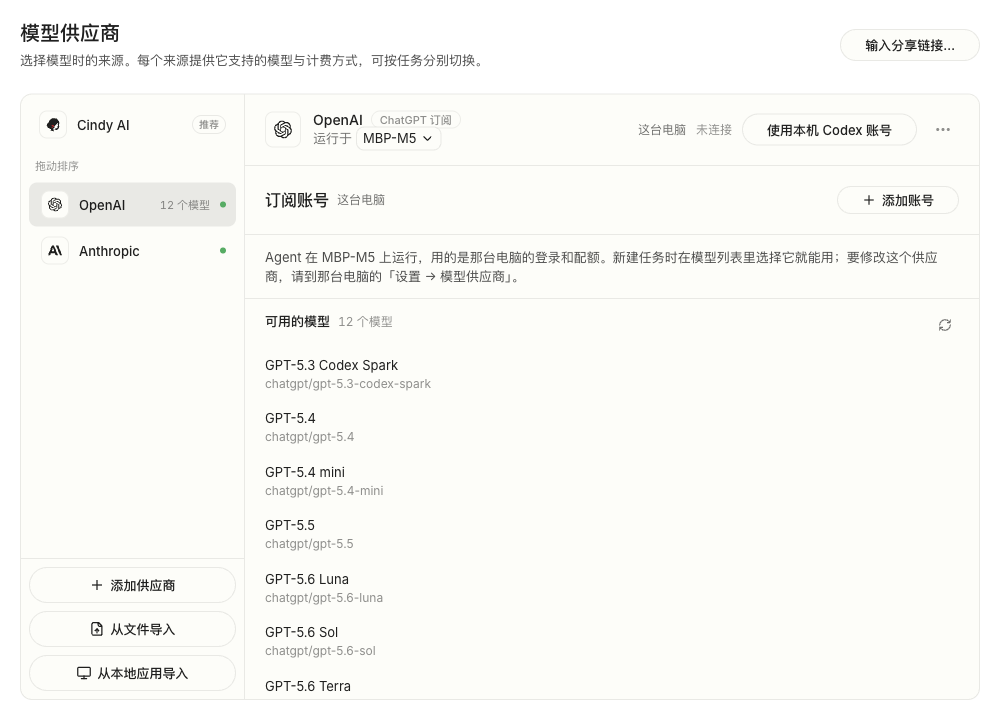 模型供应商
选择模型时的来源。每个来源提供它支持的模型与计费方式，可按任务分别切换。
输入分享链接...
Cindy AI
推荐
拖动排序
OpenAI
12 个模型
Anthropic
添加供应商
从文件导入
从本地应用导入
OpenAI
ChatGPT 订阅
运行于
MBP-M5
这台电脑
未连接
使用本机 Codex 账号
订阅账号
这台电脑
添加账号
Agent 在 MBP-M5 上运行，用的是那台电脑的登录和配额。新建任务时在模型列表里选择它就能用；要修改这个供应
商，请到那台电脑的「设置 → 模型供应商」。
可用的模型
12 个模型
GPT-5.3 Codex Spark
chatgpt/gpt-5.3-codex-spark
GPT-5.4
chatgpt/gpt-5.4
GPT-5.4 mini
chatgpt/gpt-5.4-mini
GPT-5.5
chatgpt/gpt-5.5
GPT-5.6 Luna
chatgpt/gpt-5.6-luna
GPT-5.6 Sol
chatgpt/gpt-5.6-sol
GPT-5.6 Terra